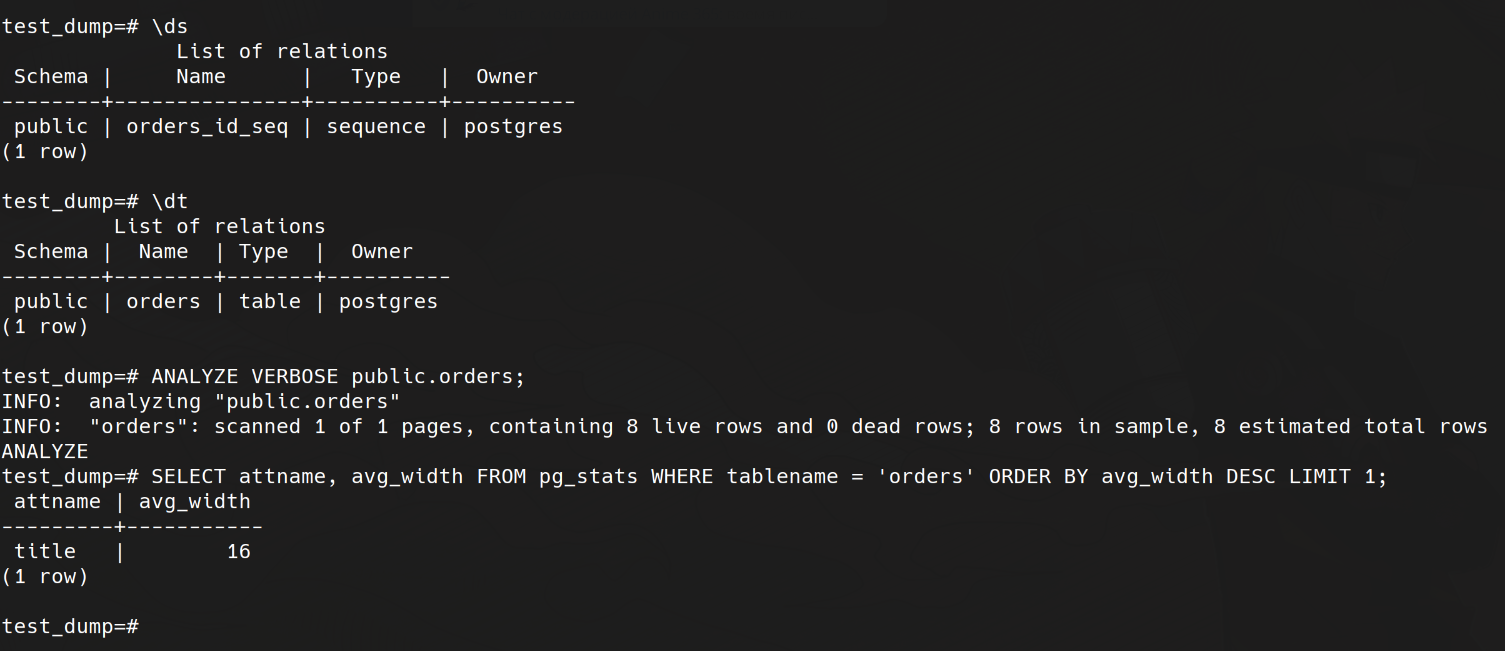 test_dump=# \ds
              List of relations
 Schema |     Name      |   Type   |  Owner
--------+---------------+----------+----------
 public | orders_id_seq | sequence | postgres
(1 row)

test_dump=# \dt
         List of relations
 Schema |  Name  | Type  |  Owner
--------+--------+-------+----------
 public | orders | table | postgres
(1 row)

test_dump=# ANALYZE VERBOSE public.orders;
INFO:  analyzing "public.orders"
INFO:  "orders": scanned 1 of 1 pages, containing 8 live rows and 0 dead rows; 8 rows in sample, 8 estimated total rows
ANALYZE
test_dump=# SELECT attname, avg_width FROM pg_stats WHERE tablename = 'orders' ORDER BY avg_width DESC LIMIT 1;
 attname | avg_width
---------+-----------
 title   |        16
(1 row)

test_dump=#